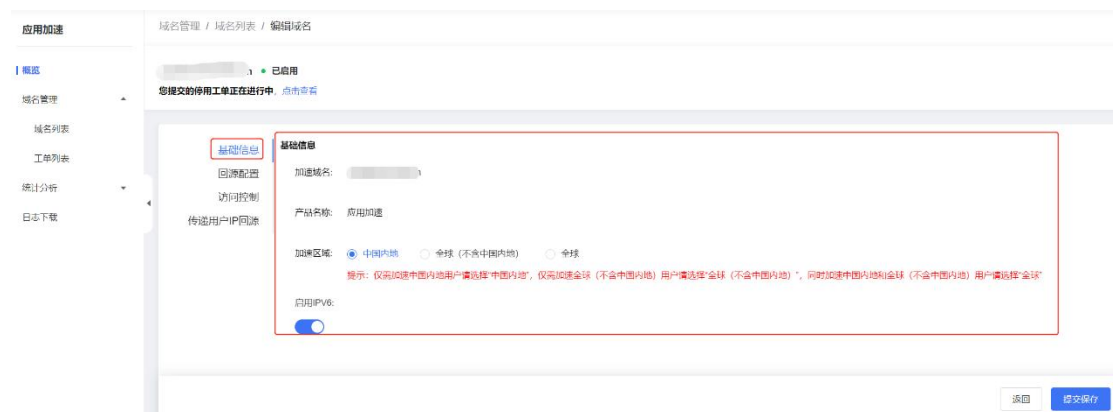 应用加速
域名管理 / 域名列表 / 编辑域名
概览
域名管理
域名列表
工单列表
统计分析
日志下载
已启用
您提交的停用工单正在进行中，点击查看
基础信息
回源配置
访问控制
传递用户IP回源
基础信息
加速域名:
产品名称: 应用加速
加速区域: 中国内地 全球（不含中国内地） 全球
提示：仅需加速中国内地用户请选择“中国内地”，仅需加速全球（不含中国内地）用户请选择“全球（不含中国内地）”，同时加速中国内地和全球（不含中国内地）用户请选择“全球”
启用IPV6:
返回 提交保存